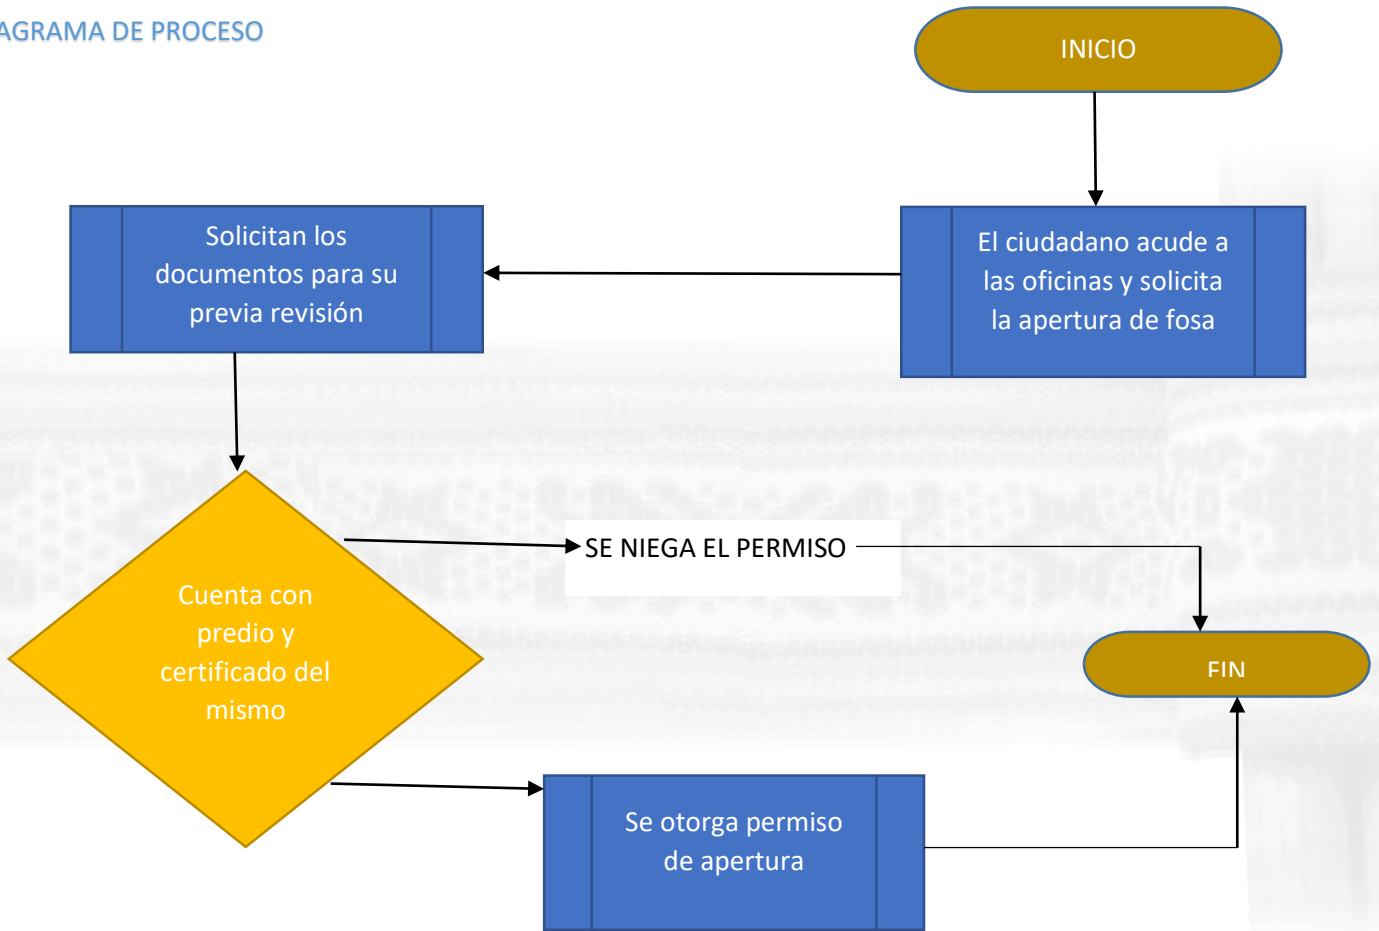 AGRAMA DE PROCESO
INICIO
El ciudadano acude a
las oficinas y solicita
la apertura de fosa
Solicitan los
documentos para su
previa revisión
Cuenta con
predio y
certificado del
mismo
SE NIEGA EL PERMISO
FIN
Se otorga permiso
de apertura